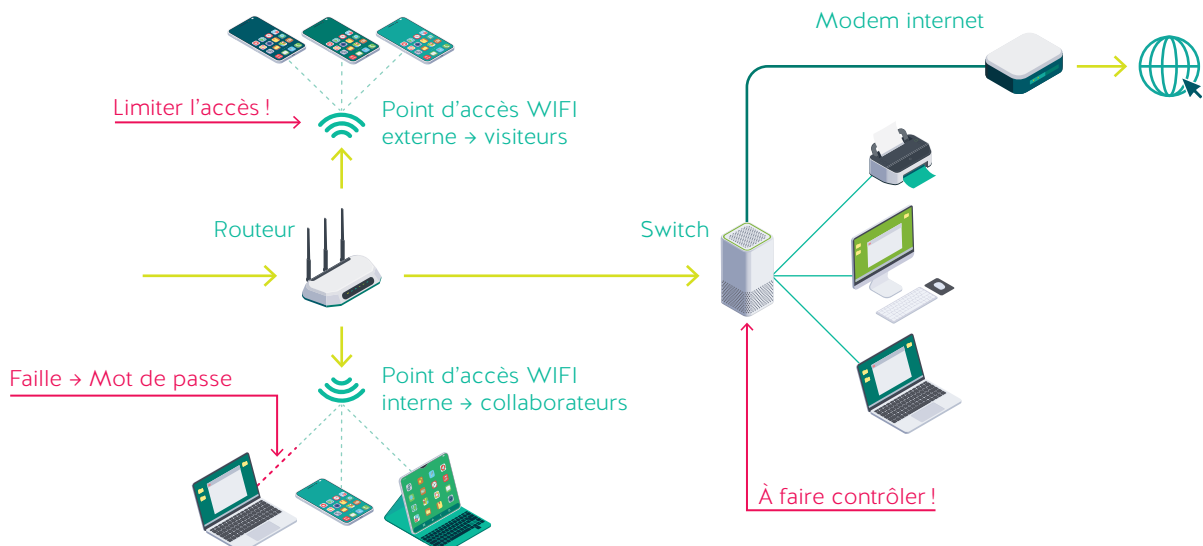 Modem internet
Limiter l'accès !
Point d'accès WIFI
externe → visiteurs
Routeur
Switch
Faille → Mot de passe
Point d'accès WIFI
interne → collaborateurs
À faire contrôler !